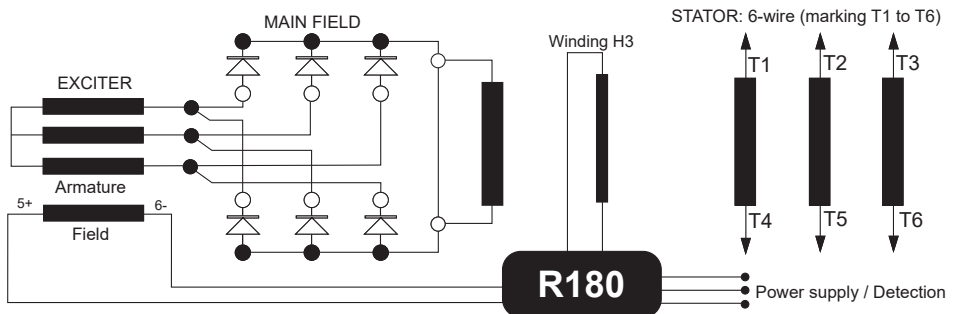 STATOR: 6-wire (marking T1 to T6)
MAIN FIELD
Winding H3
T1
T2
T3
EXCITER
Armature
5+
6-
Field
T4
T5
T6
R180
Power supply / Detection